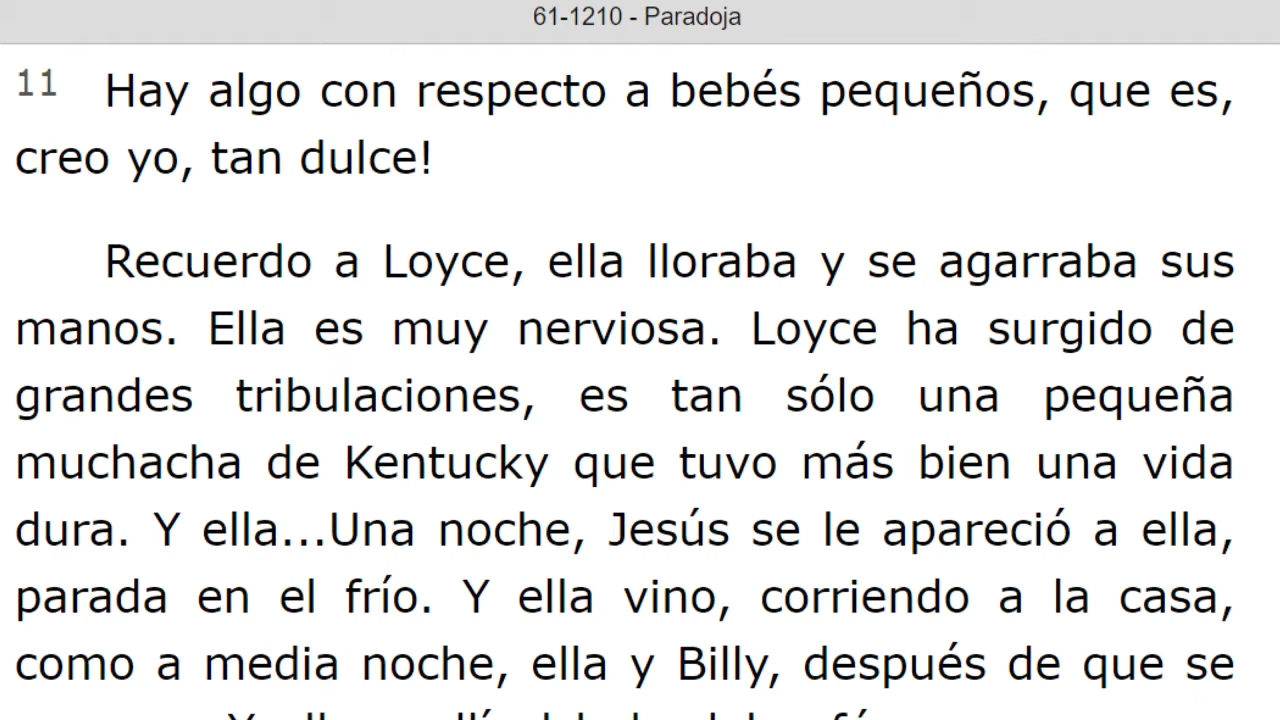 61-1210 - Paradoja
11 Hay algo con respecto a bebés pequeños, que es,
creo yo, tan dulce!
Recuerdo a Loyce, ella lloraba y se agarraba sus
manos. Ella es muy nerviosa. Loyce ha surgido de
grandes tribulaciones, es tan sólo una pequeña
muchacha de Kentucky que tuvo más bien una vida
dura. Y ella...Una noche, Jesús se le apareció a ella,
parada en el frío. Y ella vino, corriendo a la casa,
como a media noche, ella y Billy, después de que se